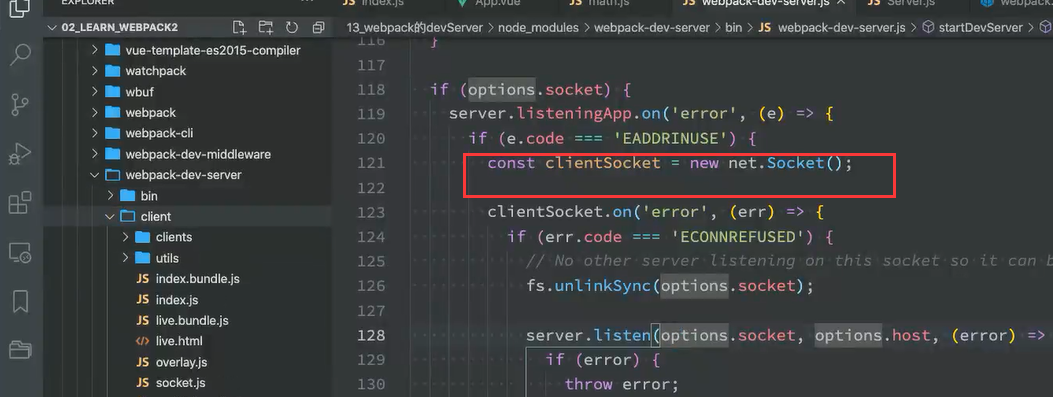 EXPLORER
index.js
App.vue
math.js
webpack-dev-server.js
Server.js
webpack
02_LEARN_WEBPACK2
13_webpack的devServer > node_modules > webpack-dev-server > bin > JS webpack-dev-server.js > startDevServer >
vue-template-es2015-compiler
watchpack
wbuf
webpack
webpack-cli
webpack-dev-middleware
webpack-dev-server
bin
client
clients
utils
JS index.bundle.js
JS index.js
JS live.bundle.js
<> live.html
JS overlay.js
JS socket.js
116 }
117
118 if (options.socket) {
119 server.listeningApp.on('error', (e) => {
120 if (e.code === 'EADDRINUSE') {
121 const clientSocket = new net.Socket();
122
123 clientSocket.on('error', (err) => {
124 if (err.code === 'ECONNREFUSED') {
125 // No other server listening on this socket so it can b
126 fs.unlinkSync(options.socket);
127
128 server.listen(options.socket, options.host, (error) =>
129 if (error) {
130 throw error;